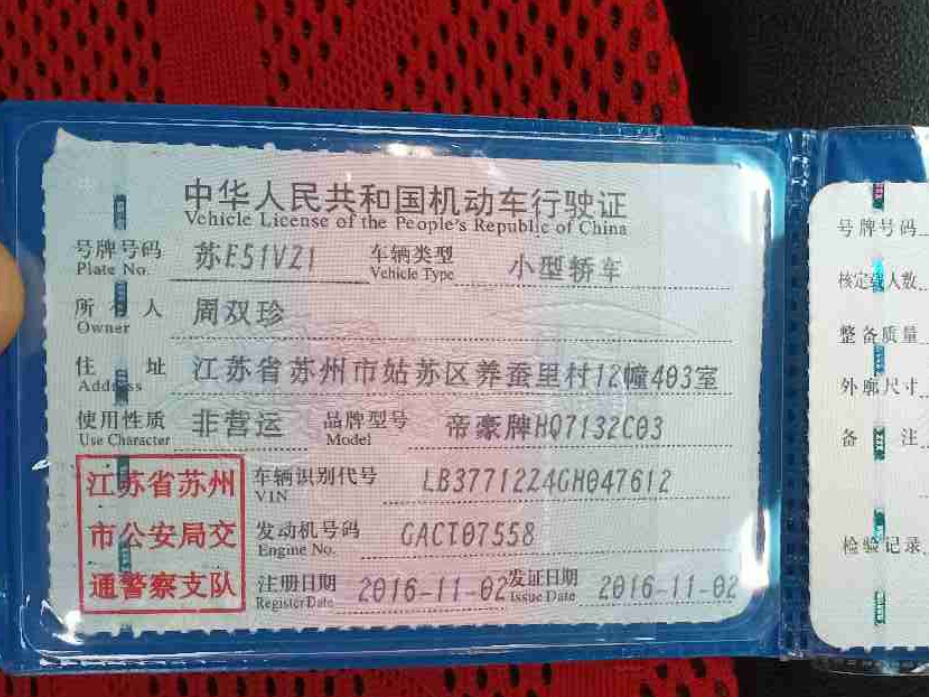 中华人民共和国机动车行驶证
Vehicle License of the People's Republic of China
号牌号码 苏E51VZ1 车辆类型 小型轿车
Plate No. Vehicle Type
所有人 周双珍
Owner
住址 江苏省苏州市姑苏区养蚕里村12幢403室
Address
使用性质 非营运 品牌型号 帝豪牌HQ7132C03
Use Character Model
江苏省苏州
市公安局交
通警察支队
车辆识别代号 LB37712Z4GH047612
VIN
发动机号码 GACT07558
Engine No.
注册日期 2016-11-02 发证日期 2016-11-02
Register Date Issue Date
号牌号码
核定载人数
整备质量
外廓尺寸
备注
检验记录